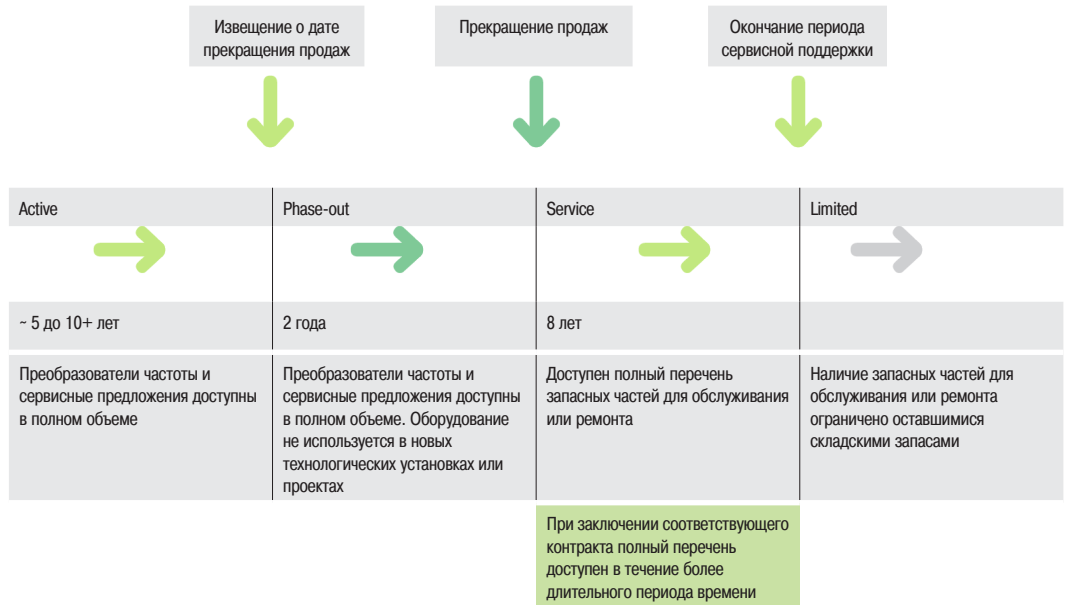 Извещение о дате
прекращения продаж
Прекращение продаж
Окончание периода
сервисной поддержки
Active
Phase-out
Service
Limited
~ 5 до 10+ лет
2 года
8 лет
Преобразователи частоты и
сервисные предложения доступны
в полном объеме
Преобразователи частоты и
сервисные предложения доступны
в полном объеме. Оборудование
не используется в новых
технологических установках или
проектах
Доступен полный перечень
запасных частей для обслуживания
или ремонта
Наличие запасных частей для
обслуживания или ремонта
ограничено оставшимися
складскими запасами
При заключении соответствующего
контракта полный перечень
доступен в течение более
длительного периода времени